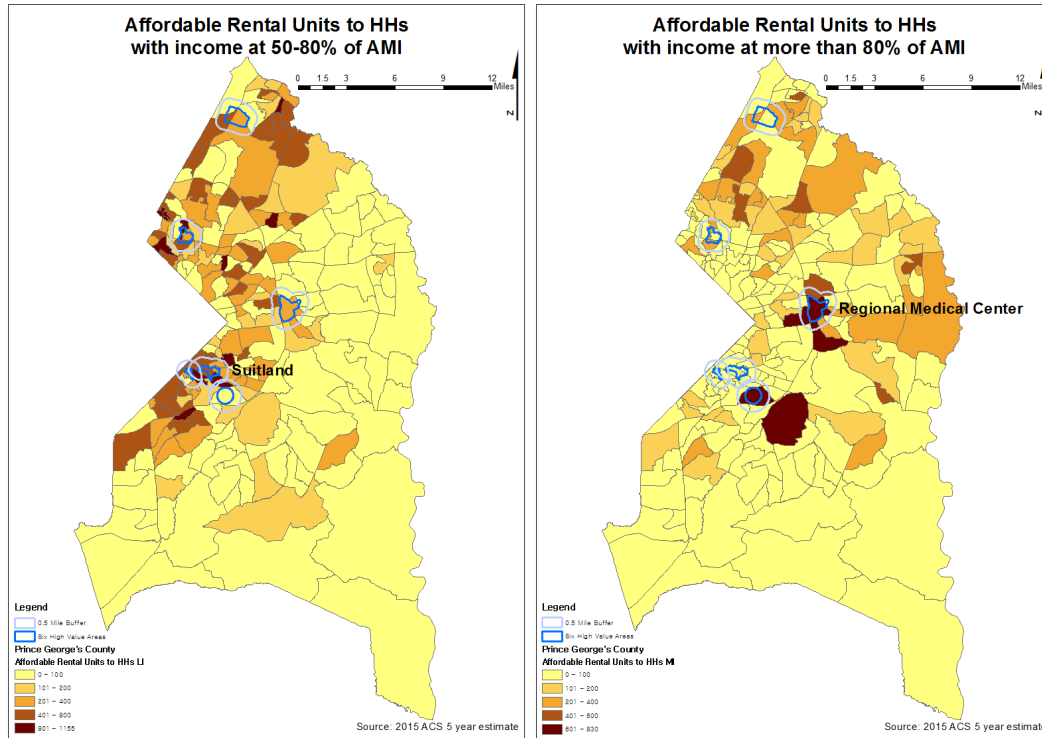 Affordable Rental Units to HHs
with income at 50-80% of AMI
0 1.5 3 6 9 12
Miles
N
Suitland
Legend
0.5 Mile Buffer
Six High Value Areas
Prince George's County
Affordable Rental Units to HHs LI
0 – 100
101 – 200
201 – 400
401 – 800
801 – 1155
Source: 2015 ACS 5 year estimate
Affordable Rental Units to HHs
with income at more than 80% of AMI
0 1.5 3 6 9 12
Miles
N
Regional Medical Center
Legend
0.5 Mile Buffer
Six High Value Areas
Prince George's County
Affordable Rental Units to HHs MI
0 – 100
101 – 200
201 – 400
401 – 600
601 – 830
Source: 2015 ACS 5 year estimate